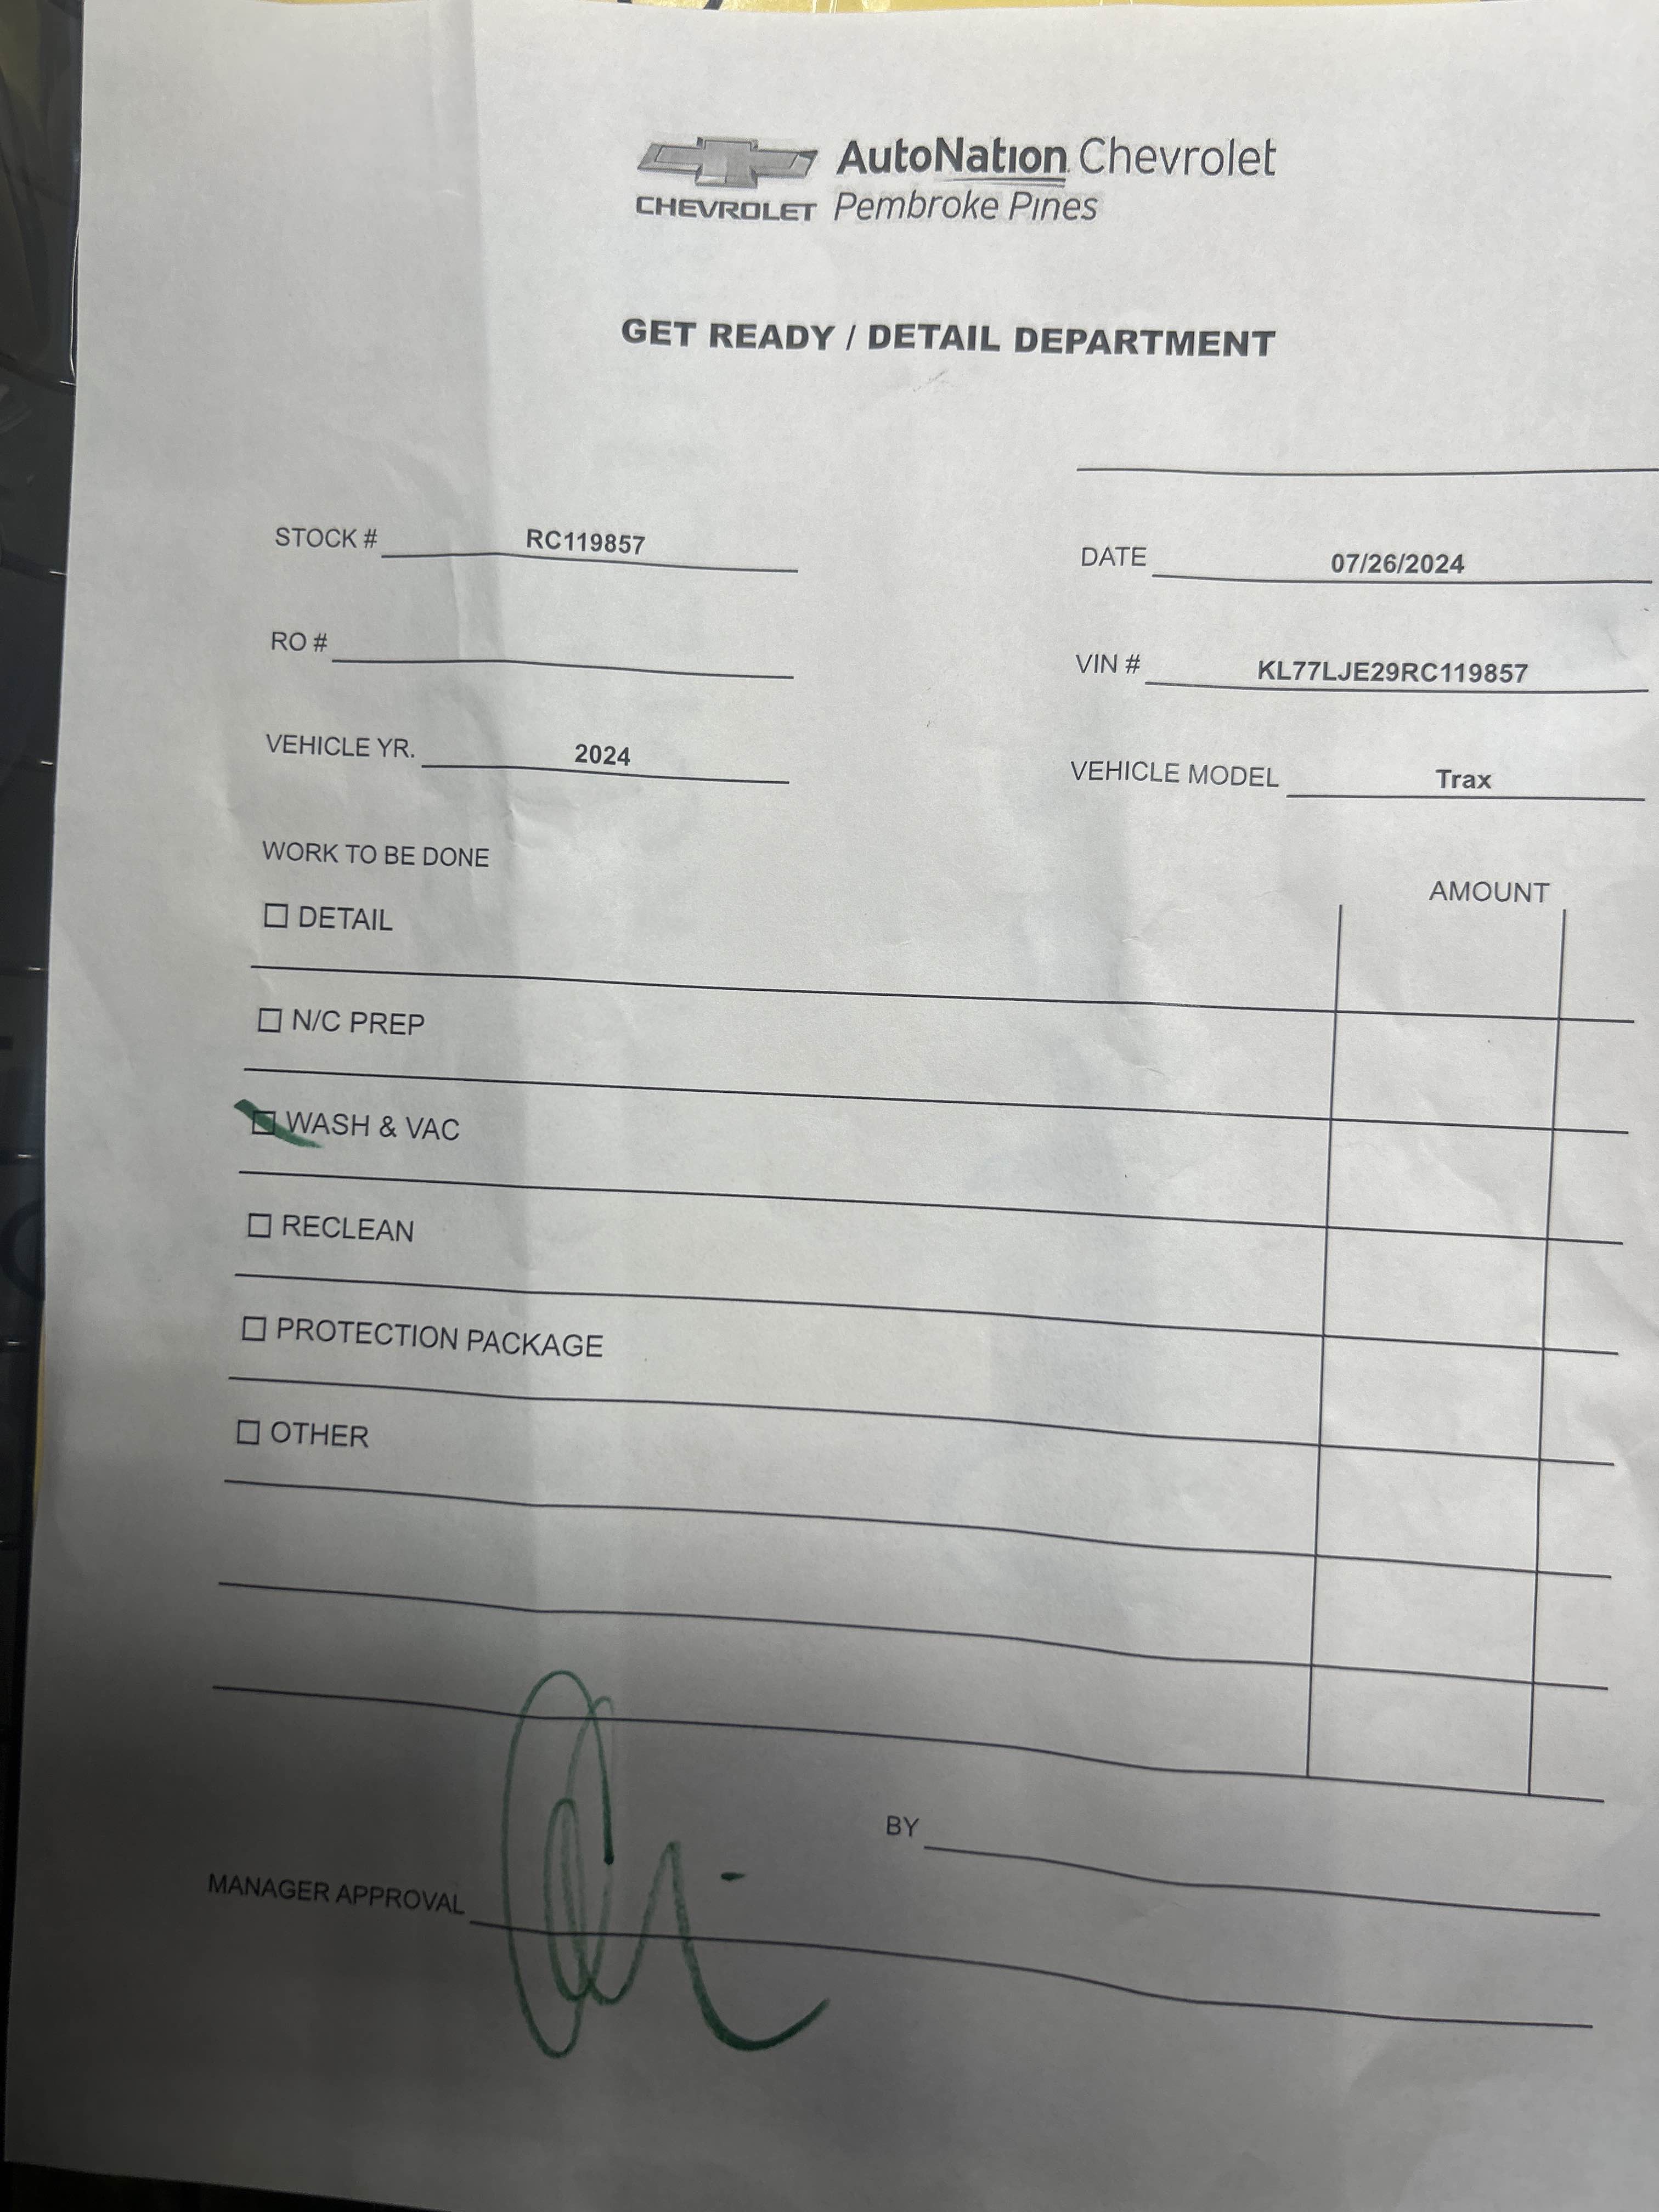 AutoNation Chevrolet
CHEVROLET Pembroke Pines
GET READY / DETAIL DEPARTMENT
STOCK # RC119857
DATE 07/26/2024
RO #
VIN # KL77LJE29RC119857
VEHICLE YR. 2024
VEHICLE MODEL Trax
WORK TO BE DONE
AMOUNT
DETAIL
N/C PREP
WASH & VAC
RECLEAN
PROTECTION PACKAGE
OTHER
BY
MANAGER APPROVAL